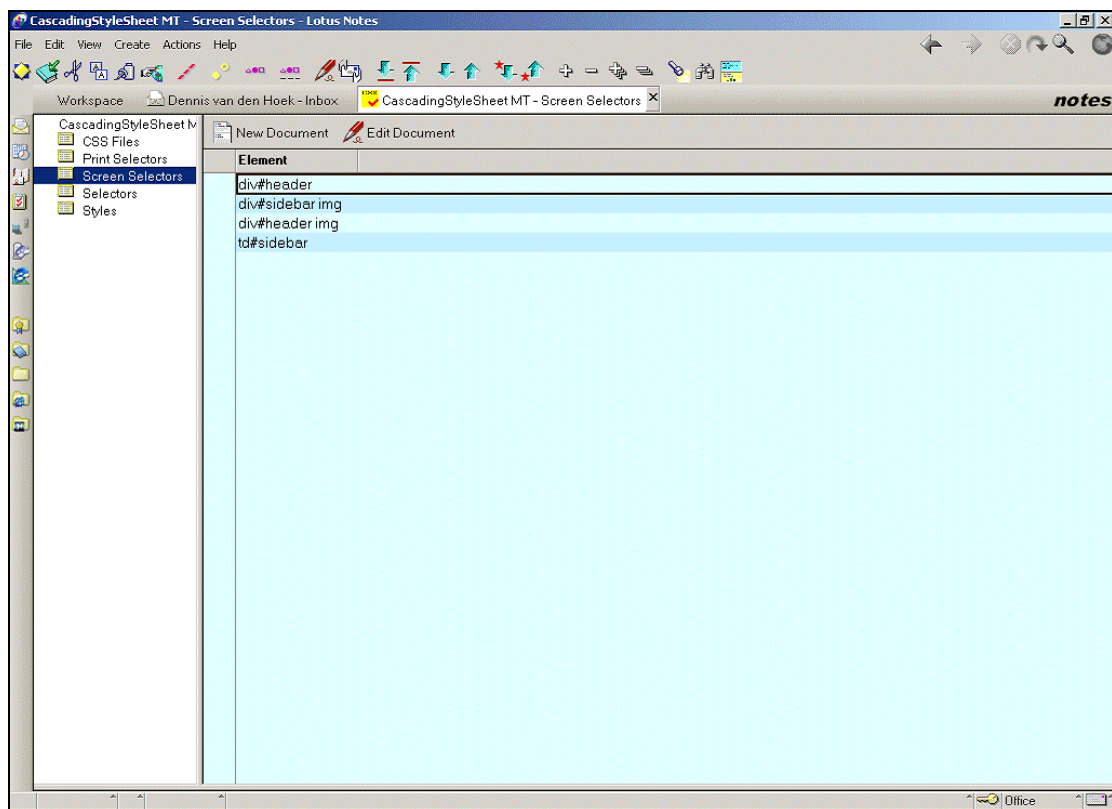 CascadingStyleSheet MT - Screen Selectors - Lotus Notes
File Edit View Create Actions Help
Workspace Dennis van den Hoek - Inbox CascadingStyleSheet MT - Screen Selectors notes
CascadingStyleSheet M
CSS Files
Print Selectors
Screen Selectors
Selectors
Styles
New Document Edit Document
Element
div#header
div#sidebar img
div#header img
td#sidebar
Office